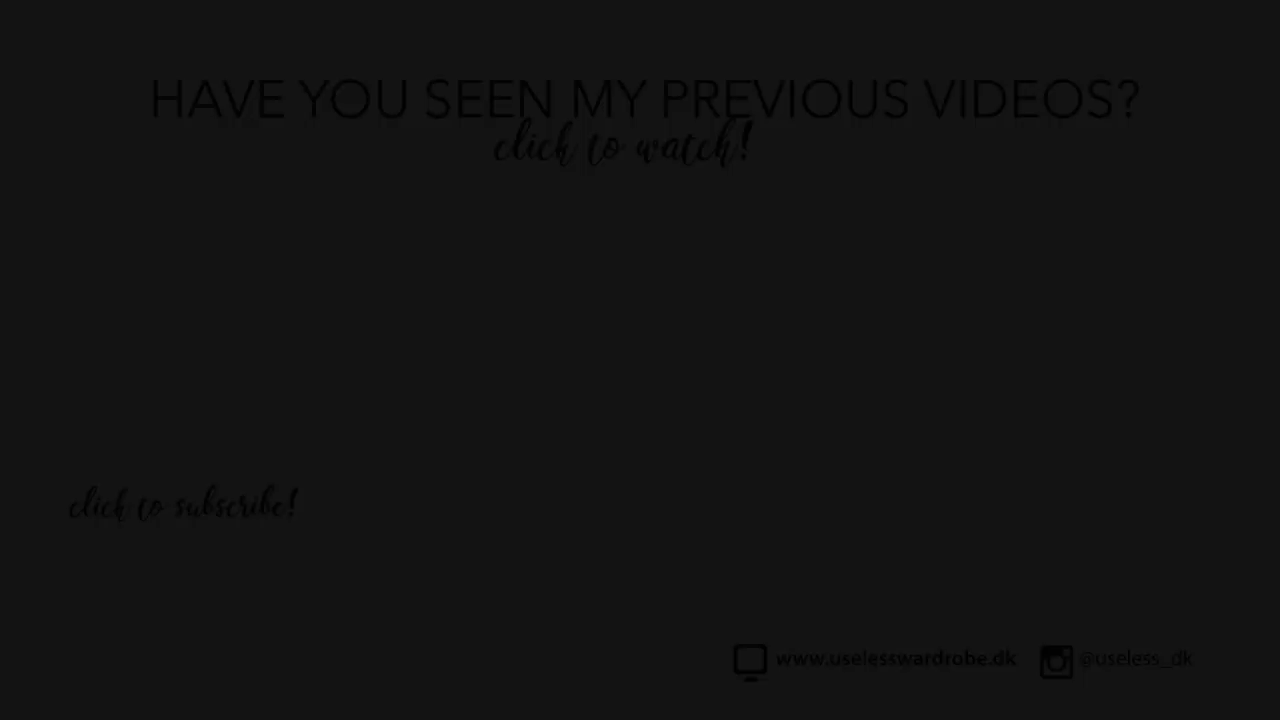 HAVE YOU SEEN MY PREVIOUS VIDEOS?
click to watch!
click to subscribe!
www.uselesswardrobe.dk @useless_dk